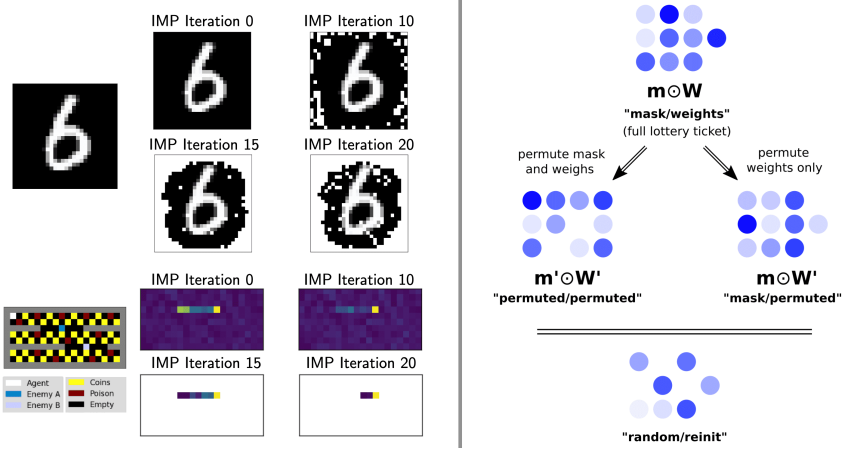 IMP Iteration 0
IMP Iteration 10
IMP Iteration 15
IMP Iteration 20
IMP Iteration 0
IMP Iteration 10
IMP Iteration 15
IMP Iteration 20
Agent
Enemy A
Enemy B
Coins
Poison
Empty
m⊙W
"mask/weights"
(full lottery ticket)
permute mask
and weighs
permute
weights only
m'⊙W'
"permuted/permuted"
m⊙W'
"mask/permuted"
"random/reinit"